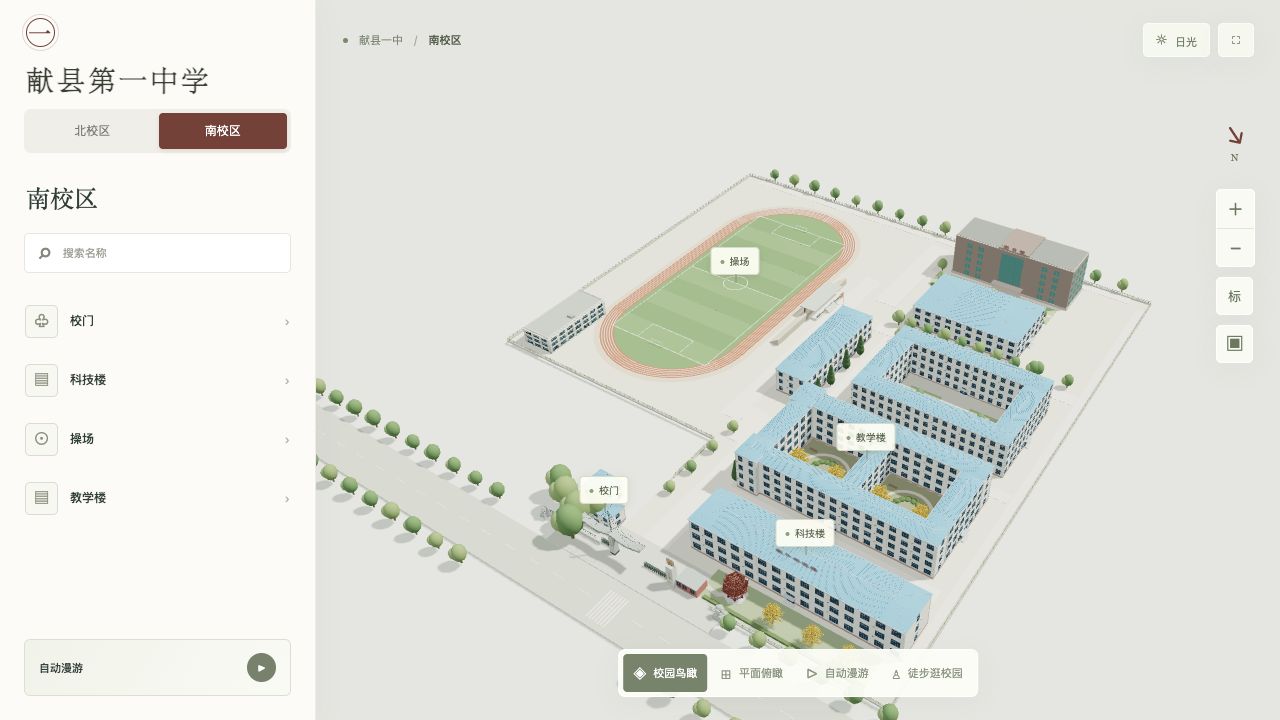 一
献县第一中学
北校区
南校区
南校区
搜索名称
校门
科技楼
操场
教学楼
自动漫游
献县一中 / 南校区
日光
N
+
−
标
操场
教学楼
校门
科技楼
校园鸟瞰
平面俯瞰
自动漫游
徒步逛校园